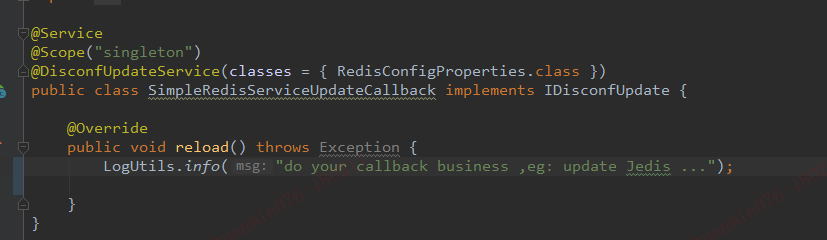 @Service
@Scope("singleton")
@DisconfUpdateService(classes = { RedisConfigProperties.class })
public class SimpleRedisServiceUpdateCallback implements IDisconfUpdate {
@Override
public void reload() throws Exception {
LogUtils.info( msg: "do your callback business ,eg: update Jedis ...");
}
}